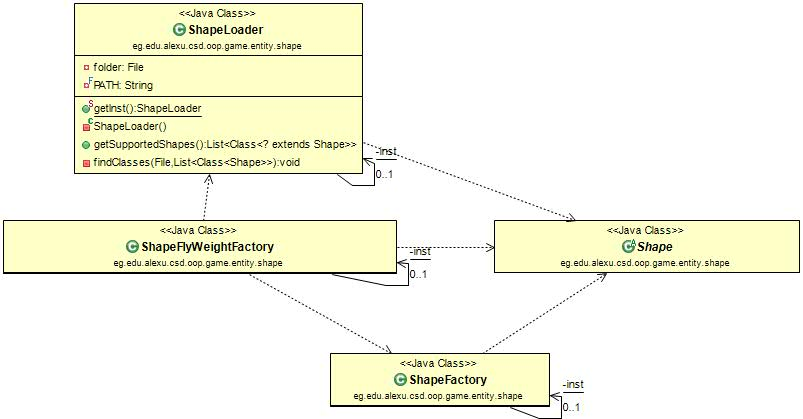 <<Java Class>>
ShapeLoader
eg.edu.alexu.csd.oop.game.entity.shape
folder: File
PATH: String
getInst():ShapeLoader
ShapeLoader()
getSupportedShapes():List<Class<? extends Shape>>
findClasses(File,List<Class<Shape>>):void
-inst
0..1
<<Java Class>>
ShapeFlyWeightFactory
eg.edu.alexu.csd.oop.game.entity.shape
-inst
0..1
<<Java Class>>
Shape
eg.edu.alexu.csd.oop.game.entity.shape
<<Java Class>>
ShapeFactory
eg.edu.alexu.csd.oop.game.entity.shape
-inst
0..1